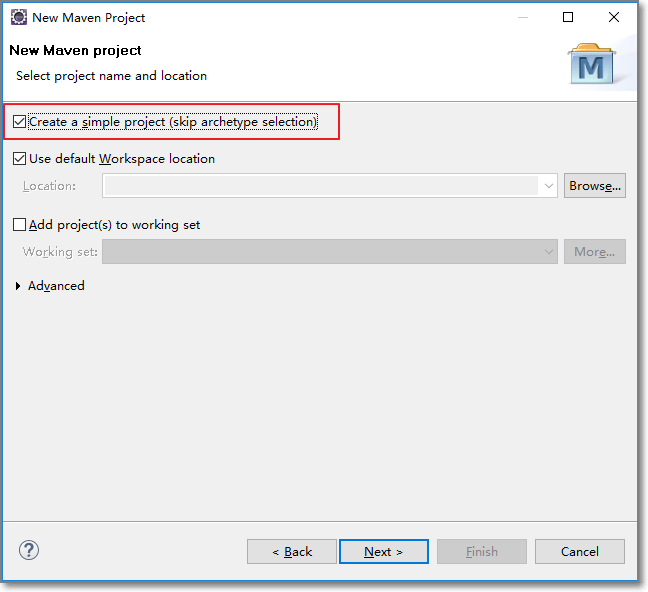 New Maven Project
New Maven project
Select project name and location
M
Create a simple project (skip archetype selection)
Use default Workspace location
Location:
Browse...
Add project(s) to working set
Working set:
More...
Advanced
?
< Back
Next >
Finish
Cancel